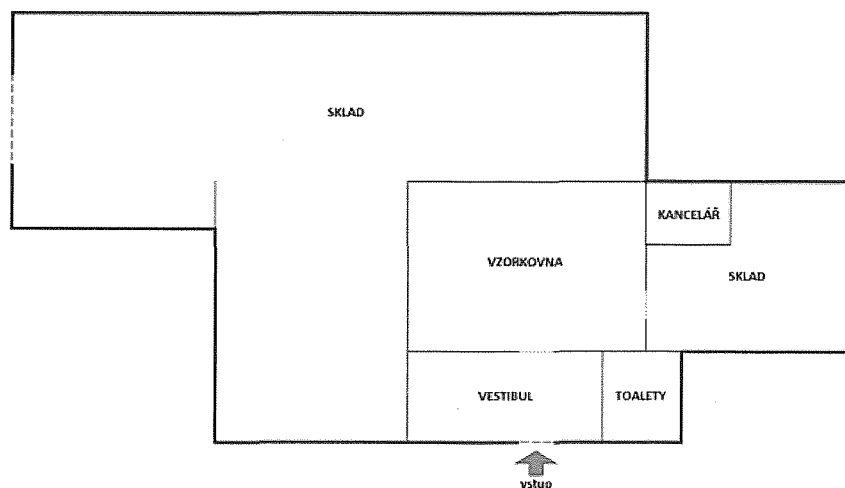 SKLAD
KANCELÁŘ
VZORKOVNA
SKLAD
VESTIBUL
TOALETY
vstup